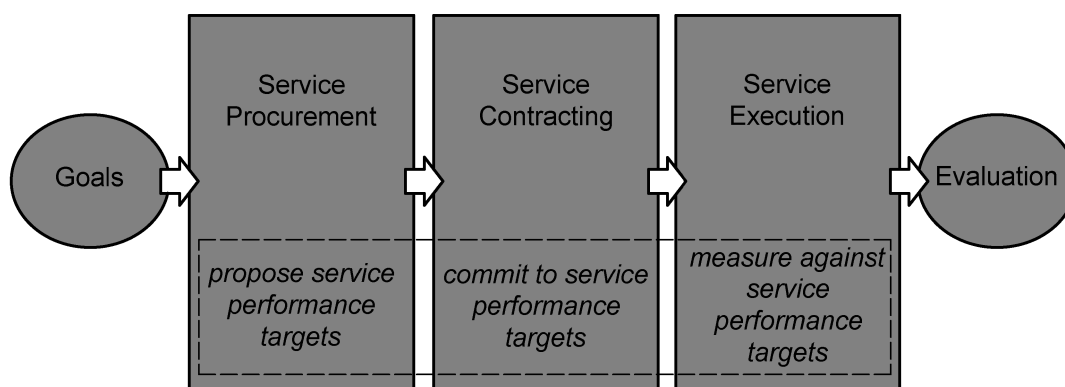 Goals
Service
Procurement
propose service
performance
targets
Service
Contracting
commit to service
performance
targets
Service
Execution
measure against
service
performance
targets
Evaluation